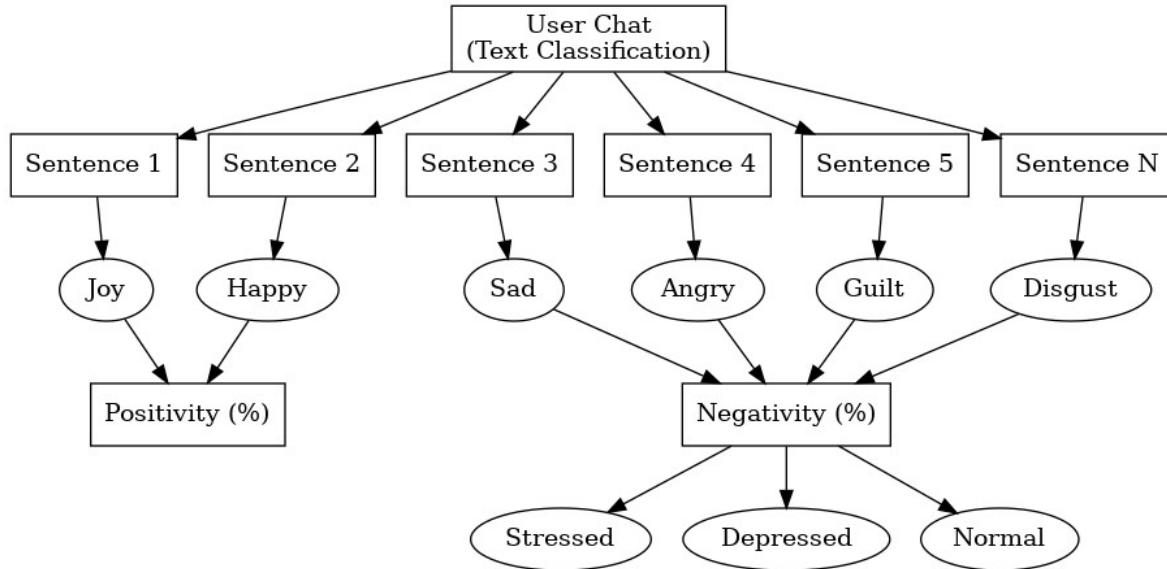 User Chat
(Text Classification)
Sentence 1
Sentence 2
Sentence 3
Sentence 4
Sentence 5
Sentence N
Joy
Happy
Sad
Angry
Guilt
Disgust
Positivity (%)
Negativity (%)
Stressed
Depressed
Normal